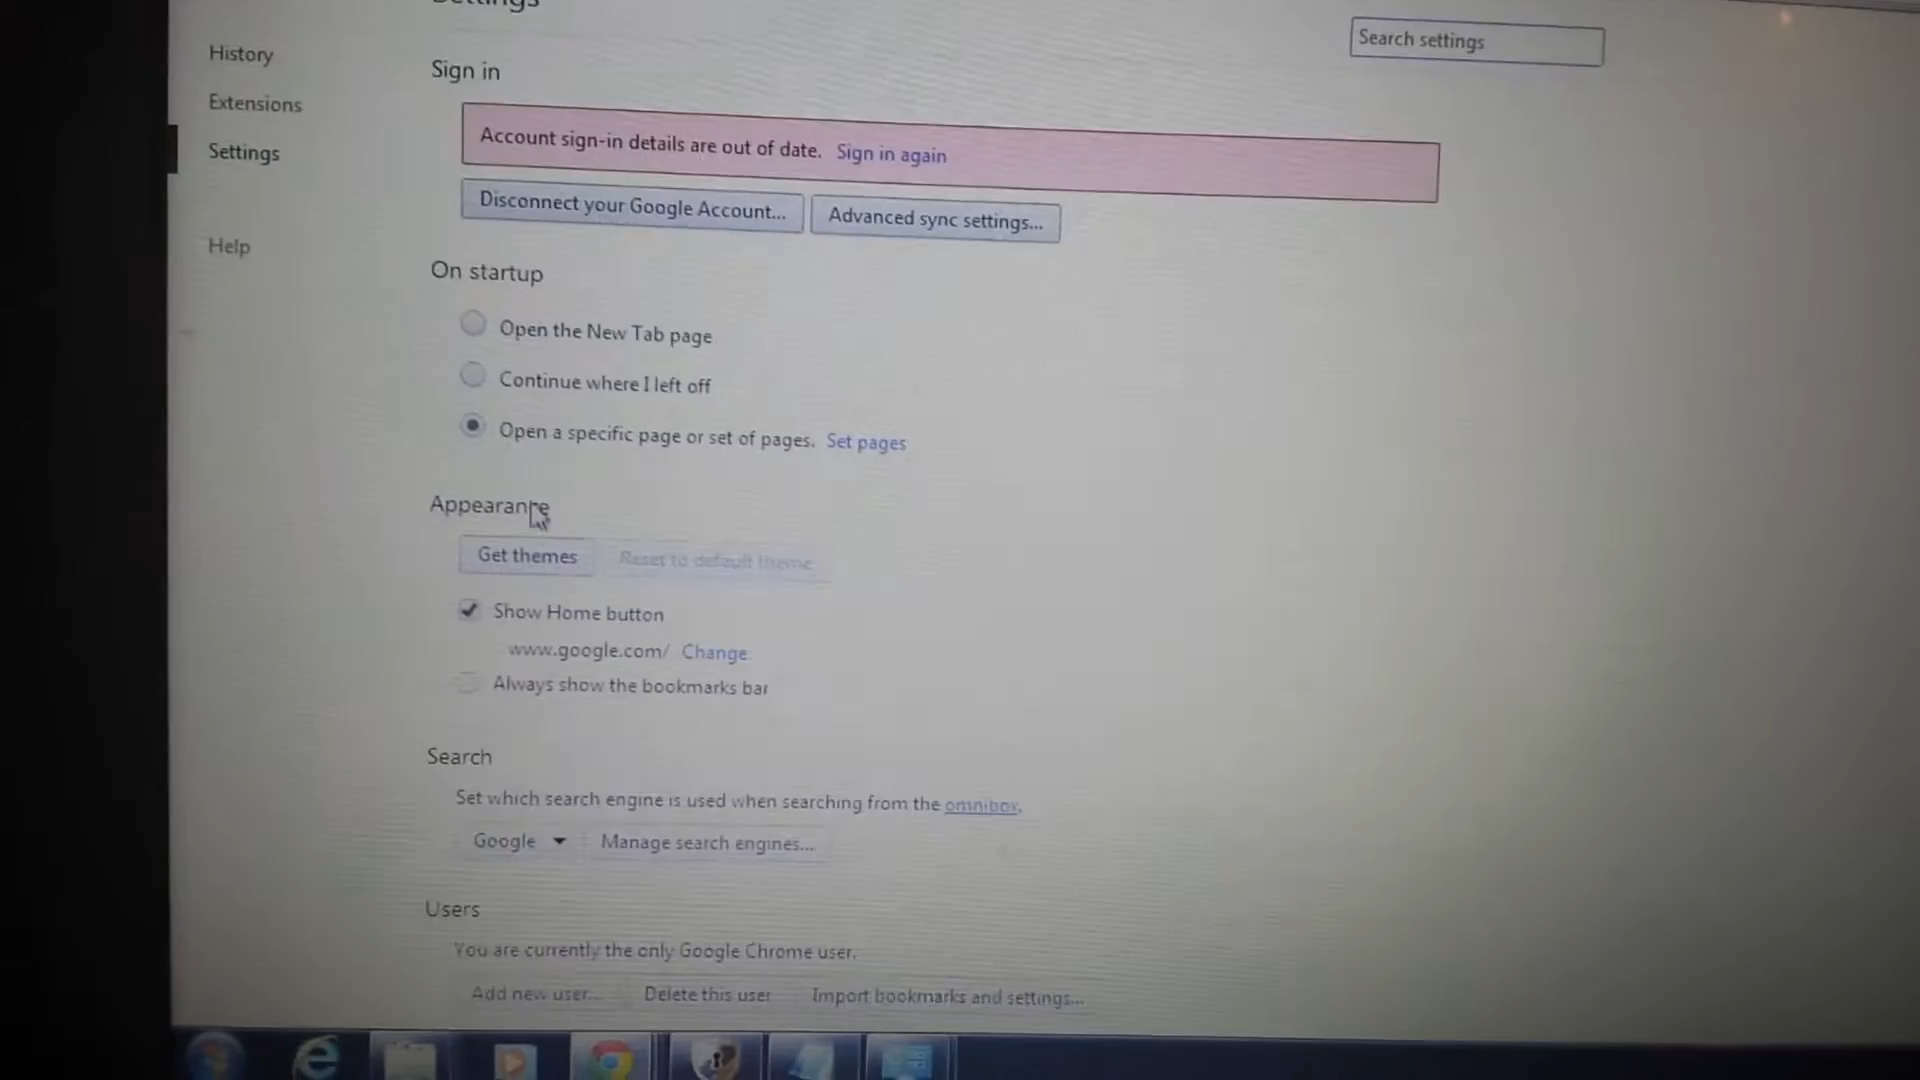 Settings
Search settings
History
Extensions
Settings
Help
Sign in
Account sign-in details are out of date. Sign in again
Disconnect your Google Account... Advanced sync settings...
On startup
Open the New Tab page
Continue where I left off
Open a specific page or set of pages. Set pages
Appearance
Get themes Reset to default theme
Show Home button
www.google.com/ Change
Always show the bookmarks bar
Search
Set which search engine is used when searching from the omnibox.
Google Manage search engines...
Users
You are currently the only Google Chrome user.
Add new user... Delete this user Import bookmarks and settings...